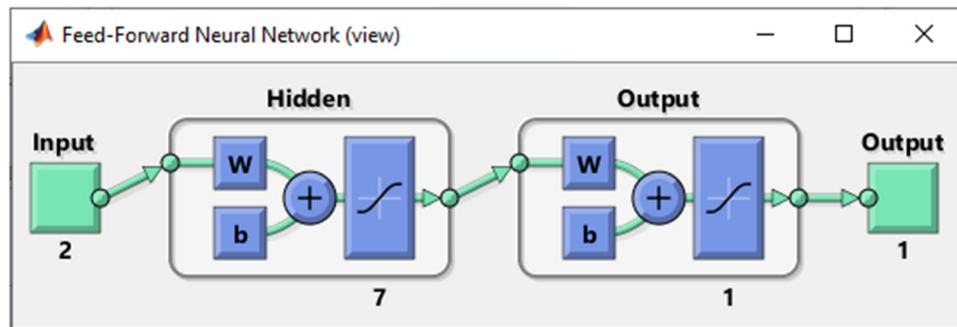 Feed-Forward Neural Network (view)
Hidden
Output
Input
Output
W
W
+
+
b
b
2
1
7
1